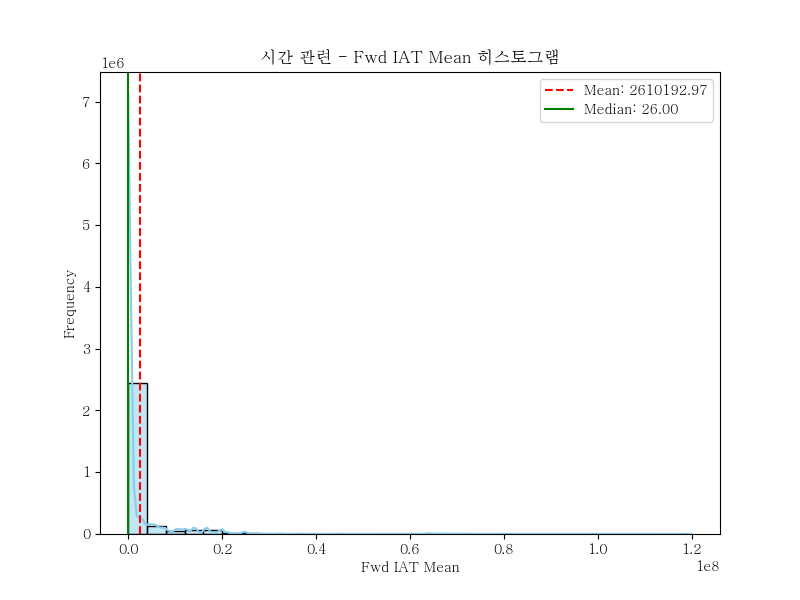 시간 관련 - Fwd IAT Mean 히스토그램
1e6
Mean: 2610192.97
Median: 26.00
7
6
5
4
3
2
1
0
Frequency
0.0 0.2 0.4 0.6 0.8 1.0 1.2
1e8
Fwd IAT Mean